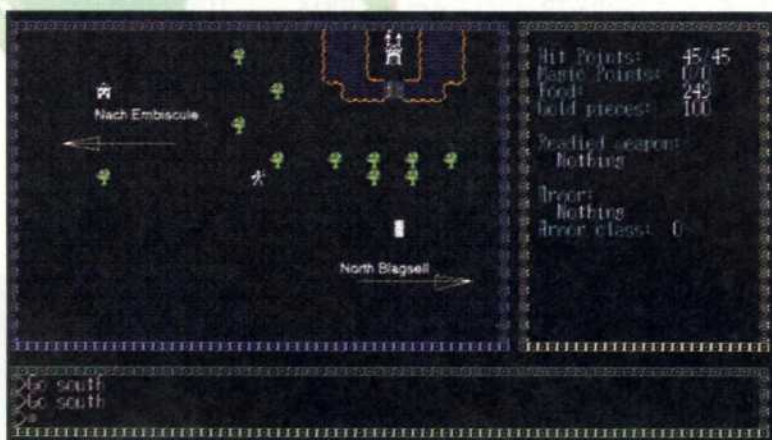 Nach Embiscule
North Blagsell
Hit Points: 45/45
Magic Points: 0/0
Food: 249
Gold pieces: 100
Readied weapon:
Nothing
Armor:
Nothing
Armor class: 0
>Go south
>Go south
>